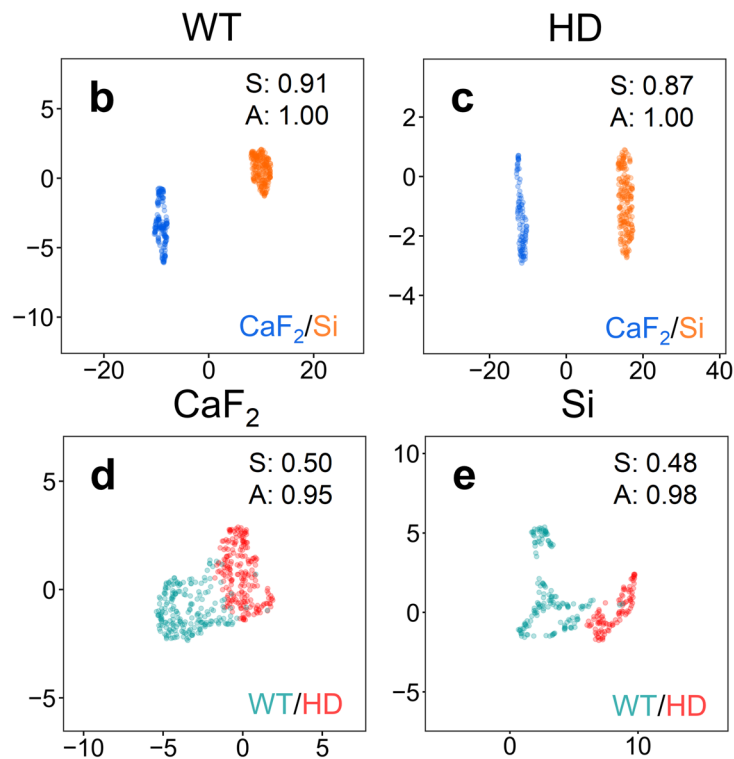 WT
b
S: 0.91
A: 1.00
5
0
−5
−10
CaF2/Si
−20
0
20
HD
c
S: 0.87
A: 1.00
2
0
−2
−4
CaF2/Si
−20
0
20
40
CaF2
d
S: 0.50
A: 0.95
5
0
−5
WT/HD
−10
−5
0
5
Si
e
S: 0.48
A: 0.98
10
5
0
−5
WT/HD
0
10